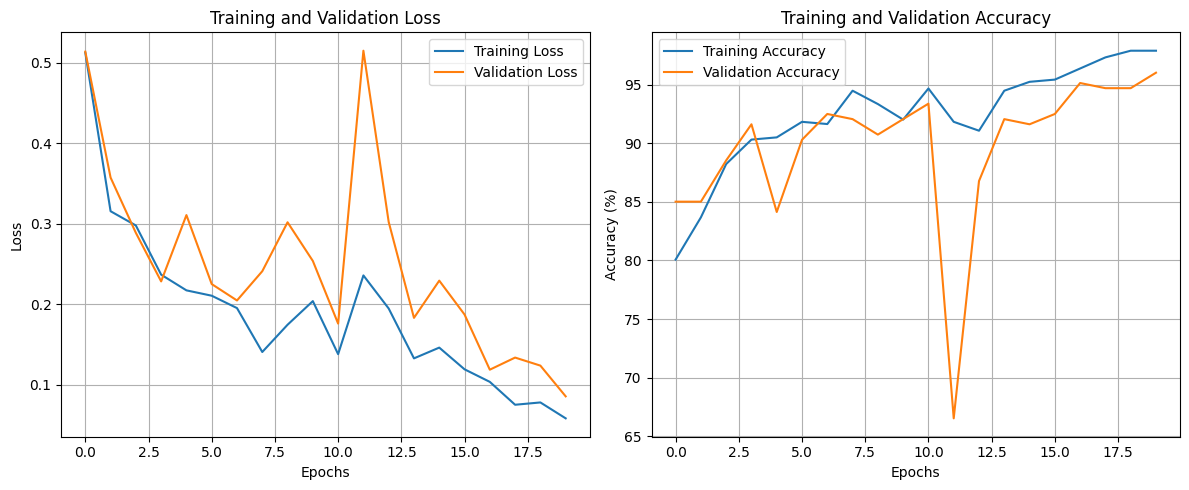 Training and Validation Loss
Training Loss
Validation Loss
0.5
0.4
0.3
0.2
0.1
Loss
0.0
2.5
5.0
7.5
10.0
12.5
15.0
17.5
Epochs
Training and Validation Accuracy
Training Accuracy
Validation Accuracy
95
90
85
80
75
70
65
Accuracy (%)
0.0
2.5
5.0
7.5
10.0
12.5
15.0
17.5
Epochs